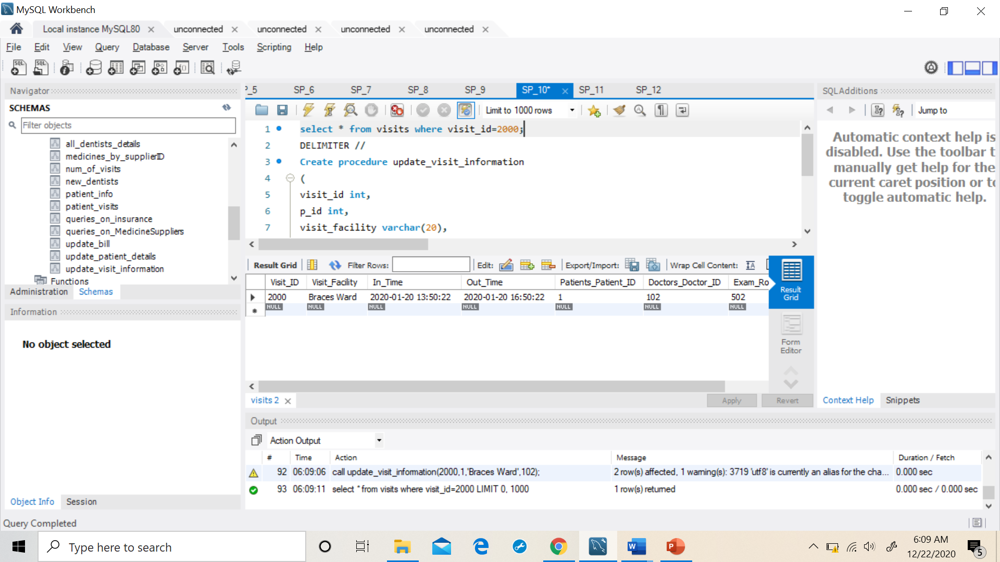 MySQL Workbench
Local instance MySQL80 unconnected unconnected unconnected unconnected
File Edit View Query Database Server Tools Scripting Help
Navigator
SCHEMAS
Filter objects
all_dentists_details
medicines_by_supplierID
num_of_visits
new_dentists
patient_info
patient_visits
queries_on_insurance
queries_on_MedicineSuppliers
update_bill
update_patient_details
update_visit_information
Functions
Administration Schemas
Information
No object selected
Object Info Session
Query Completed
P_5 SP_6 SP_7 SP_8 SP_9 SP_10* SP_11 SP_12
Limit to 1000 rows
1 select * from visits where visit_id=2000;
2 DELIMITER //
3 Create procedure update_visit_information
4 (
5 visit_id int,
6 p_id int,
7 visit_facility varchar(20),
Result Grid Filter Rows: Edit: Export/Import: Wrap Cell Content:
Visit_ID Visit_Facility In_Time Out_Time Patients_Patient_ID Doctors_Doctor_ID Exam_Ro
2000 Braces Ward 2020-01-20 13:50:22 2020-01-20 16:50:22 1 102 502
NULL NULL NULL NULL NULL NULL NULL
Result
Grid
Form
Editor
visits 2 Apply Revert
SQLAdditions
Jump to
Automatic context help is
disabled. Use the toolbar t
manually get help for the
current caret position or to
toggle automatic help.
Context Help Snippets
Output
Action Output
# Time Action Message Duration / Fetch
92 06:09:06 call update_visit_information(2000,1,'Braces Ward',102); 2 row(s) affected, 1 warning(s): 3719 'utf8' is currently an alias for the cha... 0.000 sec
93 06:09:11 select * from visits where visit_id=2000 LIMIT 0, 1000 1 row(s) returned 0.000 sec / 0.000 sec
Type here to search
6:09 AM
12/22/2020
5